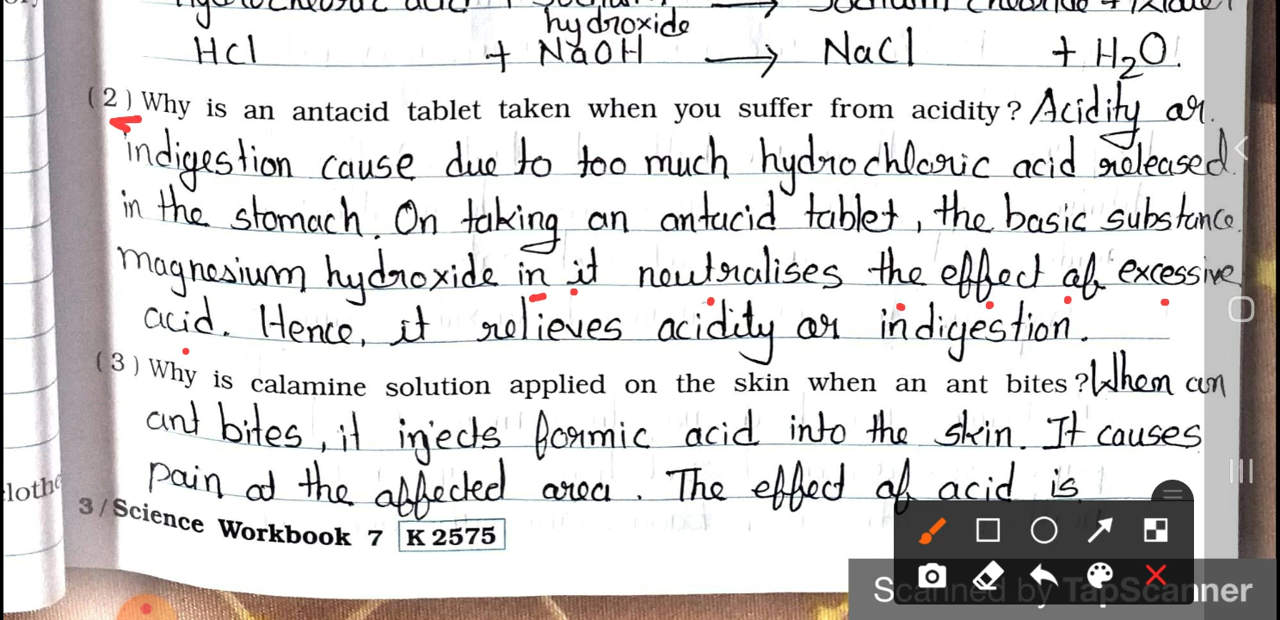 hydroxide
HCl + NaOH → NaCl + H₂O.
(2) Why is an antacid tablet taken when you suffer from acidity? Acidity or
indigestion cause due to too much hydrochloric acid released
in the stomach. On taking an antacid tablet, the basic substance
magnesium hydroxide in it neutralises the effect of excessive
acid. Hence, it relieves acidity or indigestion.
(3) Why is calamine solution applied on the skin when an ant bites? When an
ant bites, it injects formic acid into the skin. It causes
pain at the affected area. The effect of acid is
3/Science Workbook 7 K 2575
Scanned by TapScanner